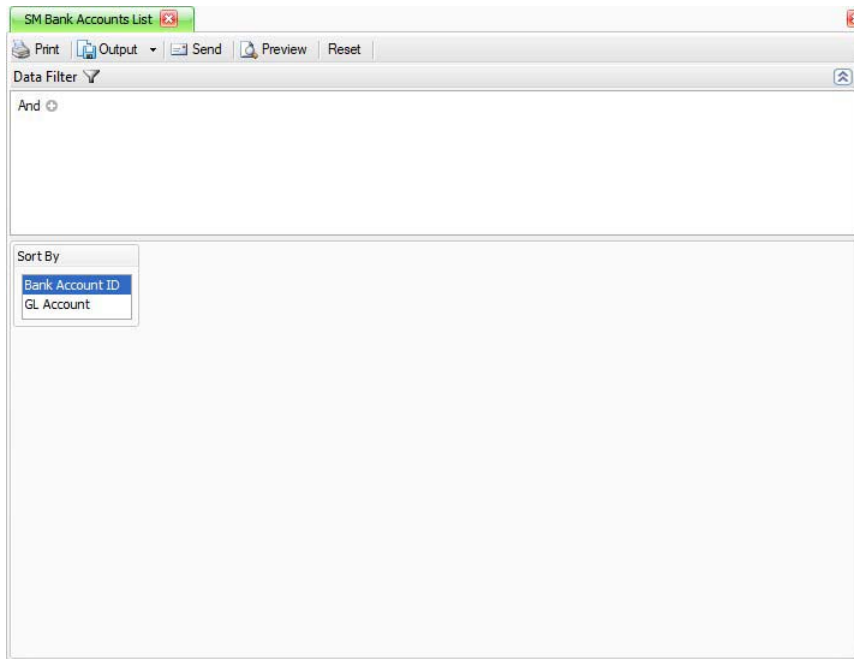 SM Bank Accounts List
Print Output Send Preview Reset
Data Filter
And
Sort By
Bank Account ID
GL Account